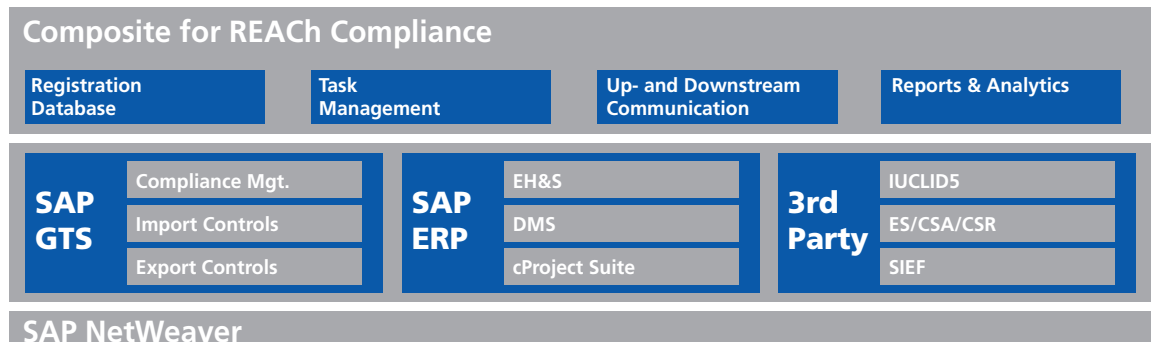 Composite for REACh Compliance
Registration
Database
Task
Management
Up- and Downstream
Communication
Reports & Analytics
SAP
GTS
Compliance Mgt.
Import Controls
Export Controls
SAP
ERP
EH&S
DMS
cProject Suite
3rd
Party
IUCLID5
ES/CSA/CSR
SIEF
SAP NetWeaver